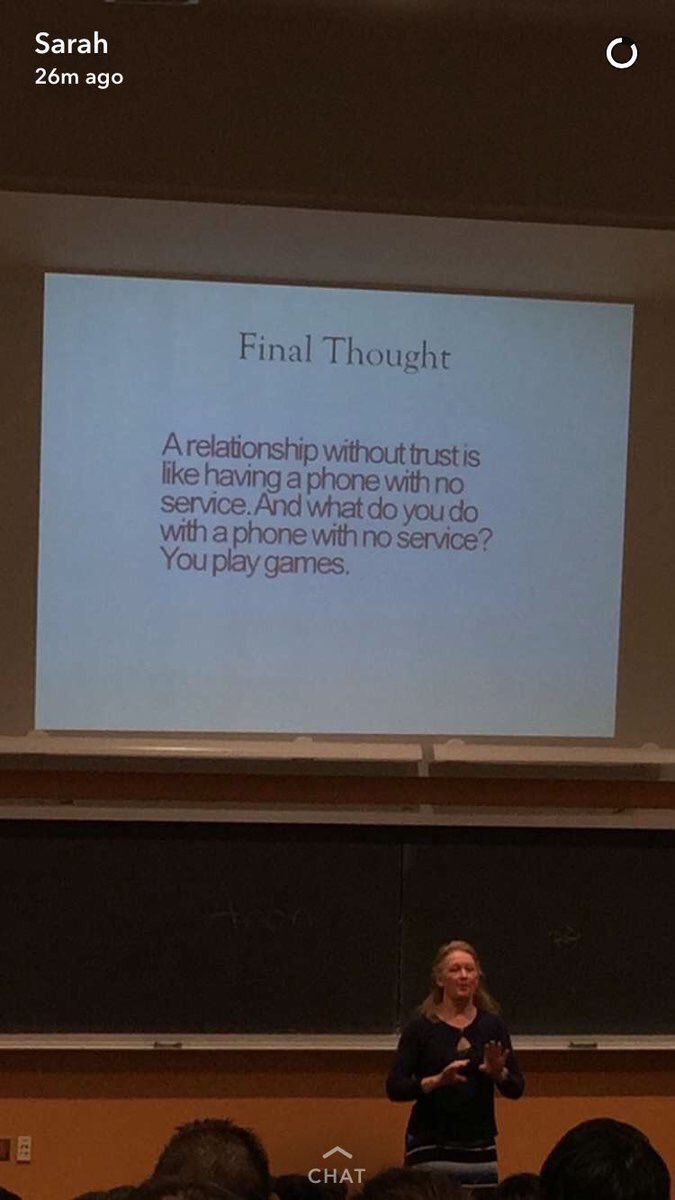 Sarah
26m ago
Final Thought
A relationship without trust is
like having a phone with no
service. And what do you do
with a phone with no service?
You play games.
CHAT